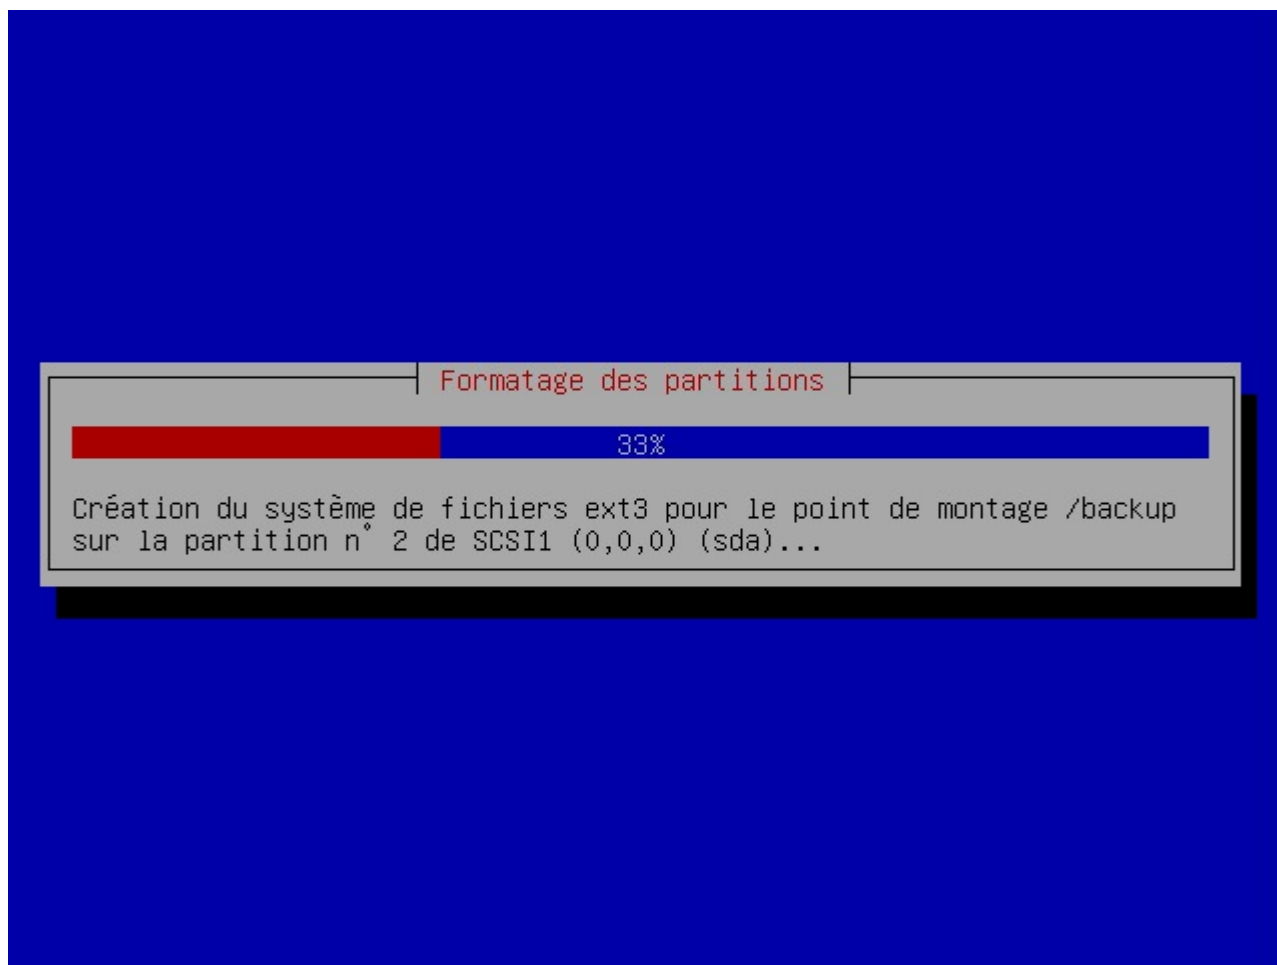 Formatage des partitions
33%
Création du système de fichiers ext3 pour le point de montage /backup
sur la partition n° 2 de SCSI1 (0,0,0) (sda)...